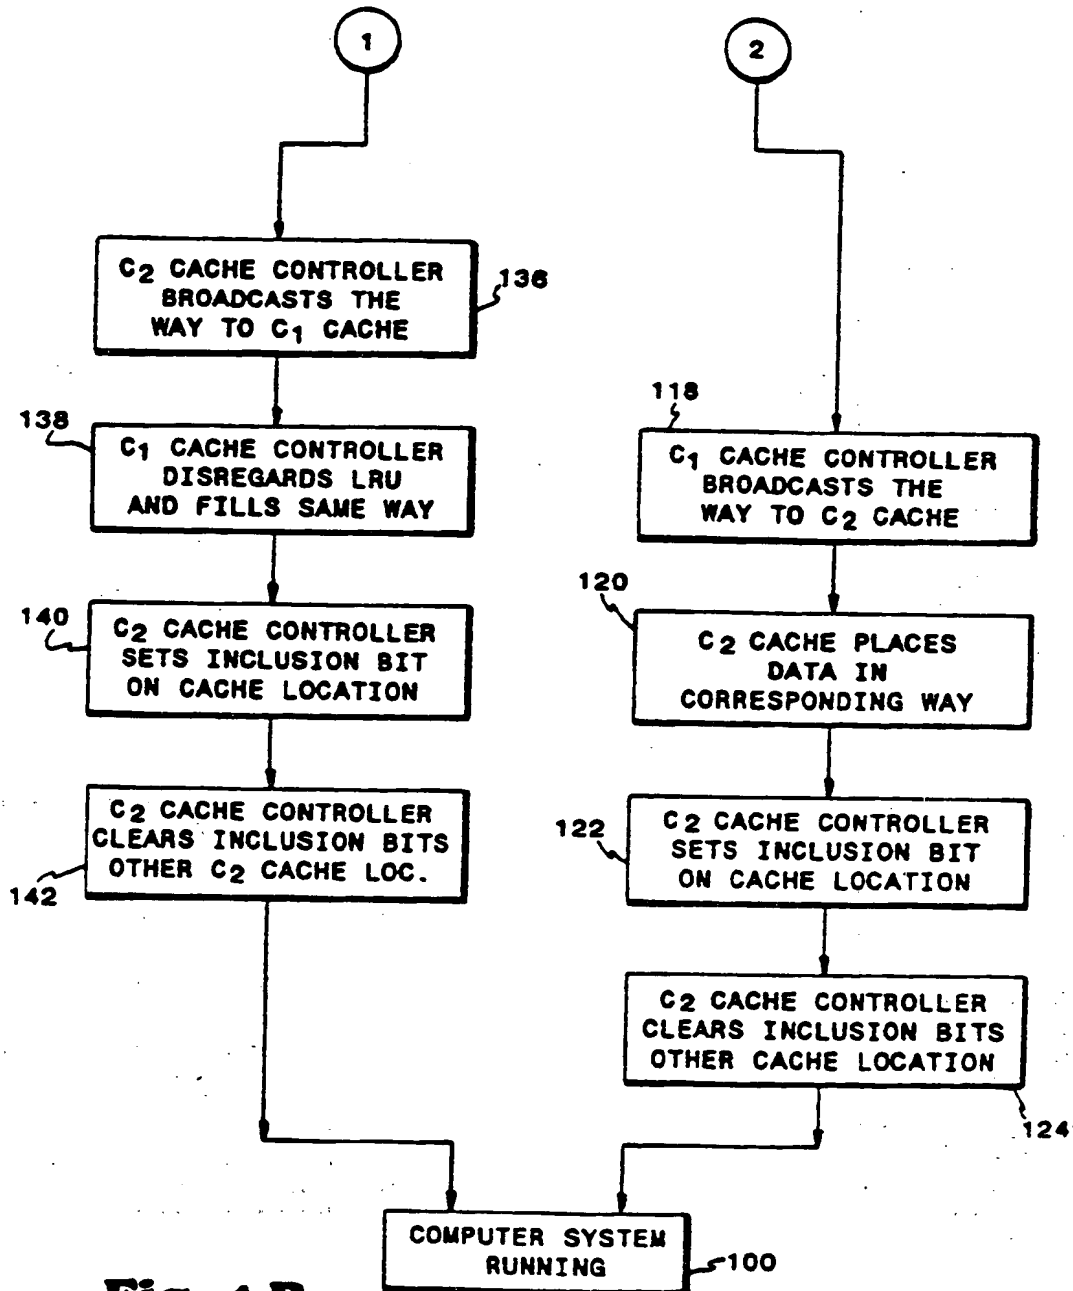 1
C2 CACHE CONTROLLER
BROADCASTS THE
WAY TO C1 CACHE
136
138
C1 CACHE CONTROLLER
DISREGARDS LRU
AND FILLS SAME WAY
140
C2 CACHE CONTROLLER
SETS INCLUSION BIT
ON CACHE LOCATION
C2 CACHE CONTROLLER
CLEARS INCLUSION BITS
OTHER C2 CACHE LOC.
142
2
118
C1 CACHE CONTROLLER
BROADCASTS THE
WAY TO C2 CACHE
120
C2 CACHE PLACES
DATA IN
CORRESPONDING WAY
122
C2 CACHE CONTROLLER
SETS INCLUSION BIT
ON CACHE LOCATION
C2 CACHE CONTROLLER
CLEARS INCLUSION BITS
OTHER CACHE LOCATION
124
COMPUTER SYSTEM
RUNNING
100